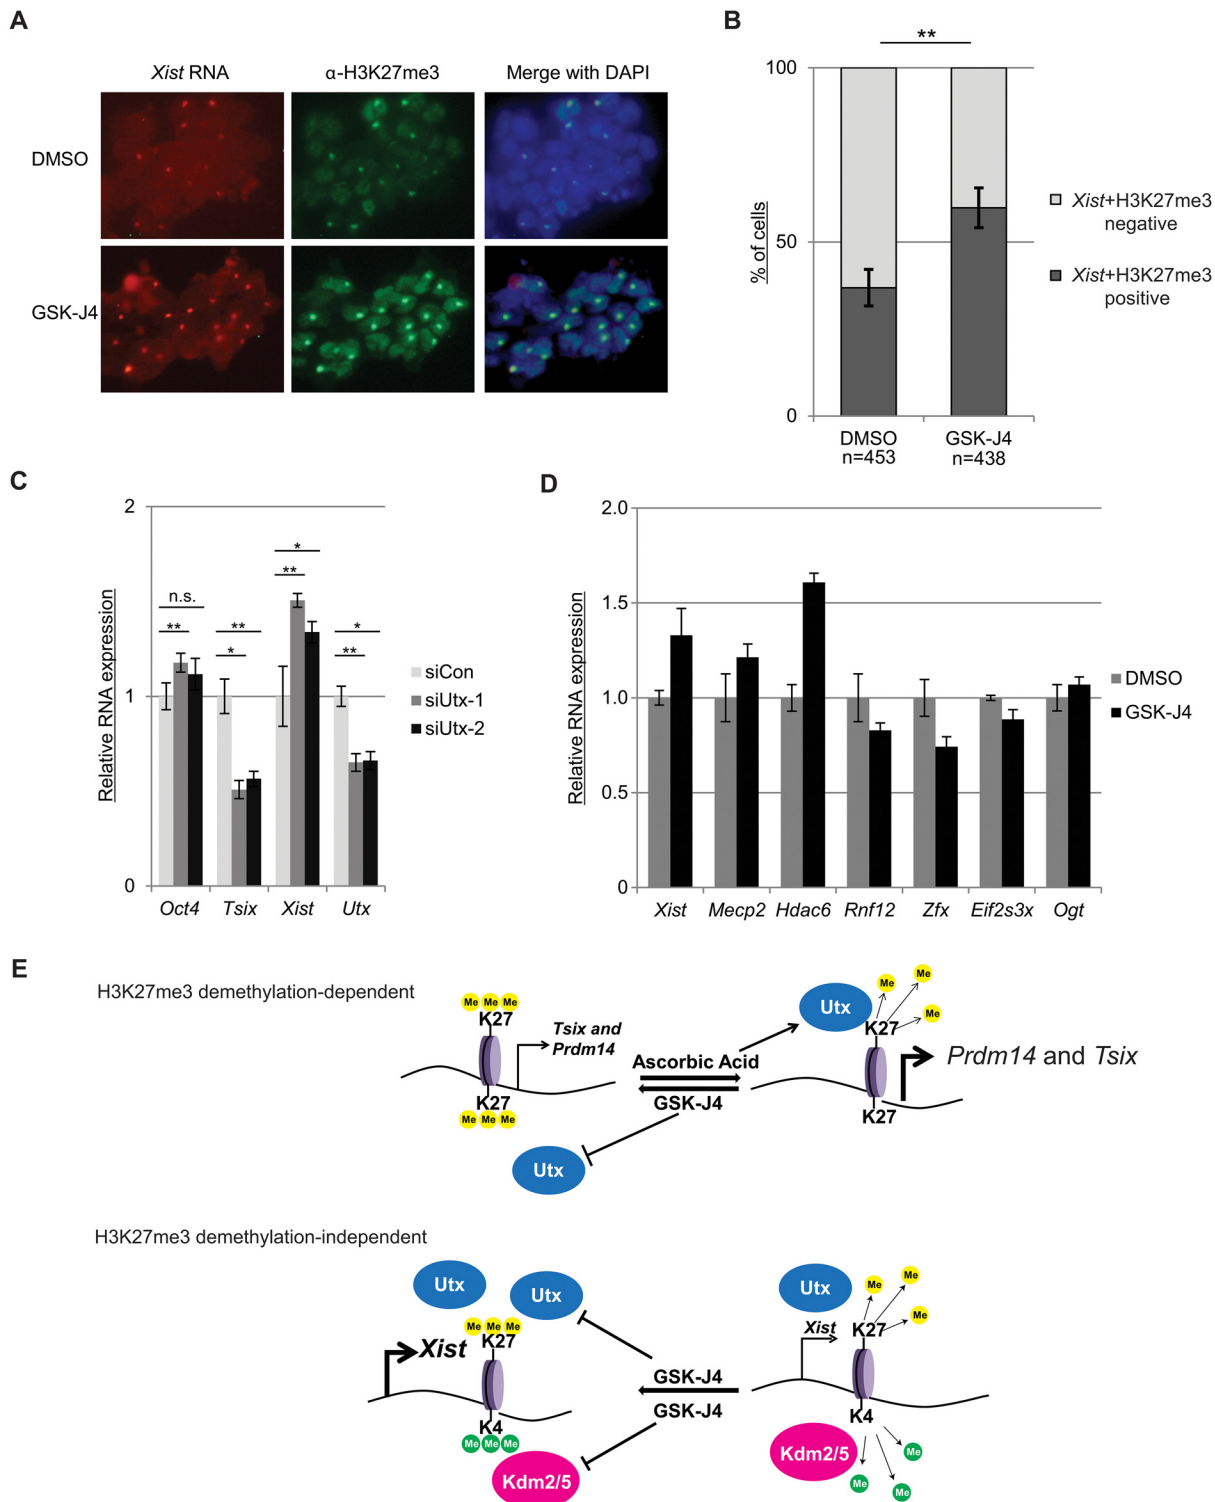 A
Xist RNA
α-H3K27me3
Merge with DAPI
DMSO
GSK-J4
B
**
100
50
0
% of cells
DMSO
n=453
GSK-J4
n=438
Xist+H3K27me3
negative
Xist+H3K27me3
positive
C
2
1
0
Relative RNA expression
n.s.
**
**
*
*
**
*
**
Oct4
Tsix
Xist
Utx
siCon
siUtx-1
siUtx-2
D
2.0
1.5
1.0
0.5
0
Relative RNA expression
Xist
Mecp2
Hdac6
Rnf12
Zfx
Eif2s3x
Ogt
DMSO
GSK-J4
E
H3K27me3 demethylation-dependent
Me Me Me
K27
Tsix and
Prdm14
K27
Me Me Me
Utx
Ascorbic Acid
GSK-J4
Utx
Me
Me
Me
K27
Prdm14 and Tsix
K27
H3K27me3 demethylation-independent
Utx
Utx
Me Me Me
K27
Xist
K4
Me Me Me
Kdm2/5
GSK-J4
GSK-J4
Utx
Me
Me
Me
Xist
K27
K4
Kdm2/5
Me
Me
Me